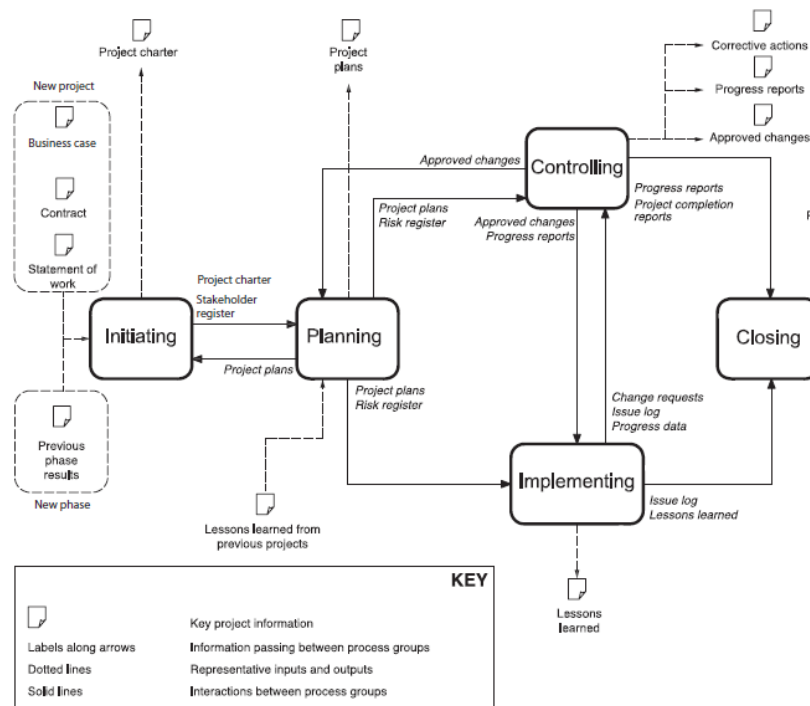 Project charter
Project
plans
Corrective actions
Progress reports
Approved changes
New project
Business case
Contract
Statement of
work
Approved changes
Controlling
Project plans
Risk register
Approved changes
Progress reports
Progress reports
Project completion
reports
Project charter
Stakeholder
register
Initiating
Planning
Closing
Project plans
Project plans
Risk register
Change requests
Issue log
Progress data
Previous
phase
results
New phase
Implementing
Issue log
Lessons learned
Lessons learned from
previous projects
Lessons
learned
KEY
Key project information
Labels along arrows Information passing between process groups
Dotted lines Representative inputs and outputs
Solid lines Interactions between process groups